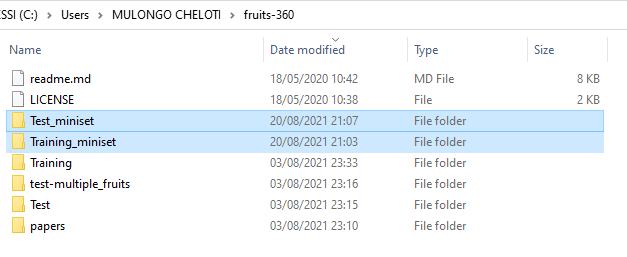 ESSI (C:) > Users > MULONGO CHELOTI > fruits-360
Name Date modified Type Size
readme.md 18/05/2020 10:42 MD File 8 KB
LICENSE 18/05/2020 10:38 File 2 KB
Test_miniset 20/08/2021 21:07 File folder
Training_miniset 20/08/2021 21:03 File folder
Training 03/08/2021 23:33 File folder
test-multiple_fruits 03/08/2021 23:16 File folder
Test 03/08/2021 23:15 File folder
papers 03/08/2021 23:10 File folder